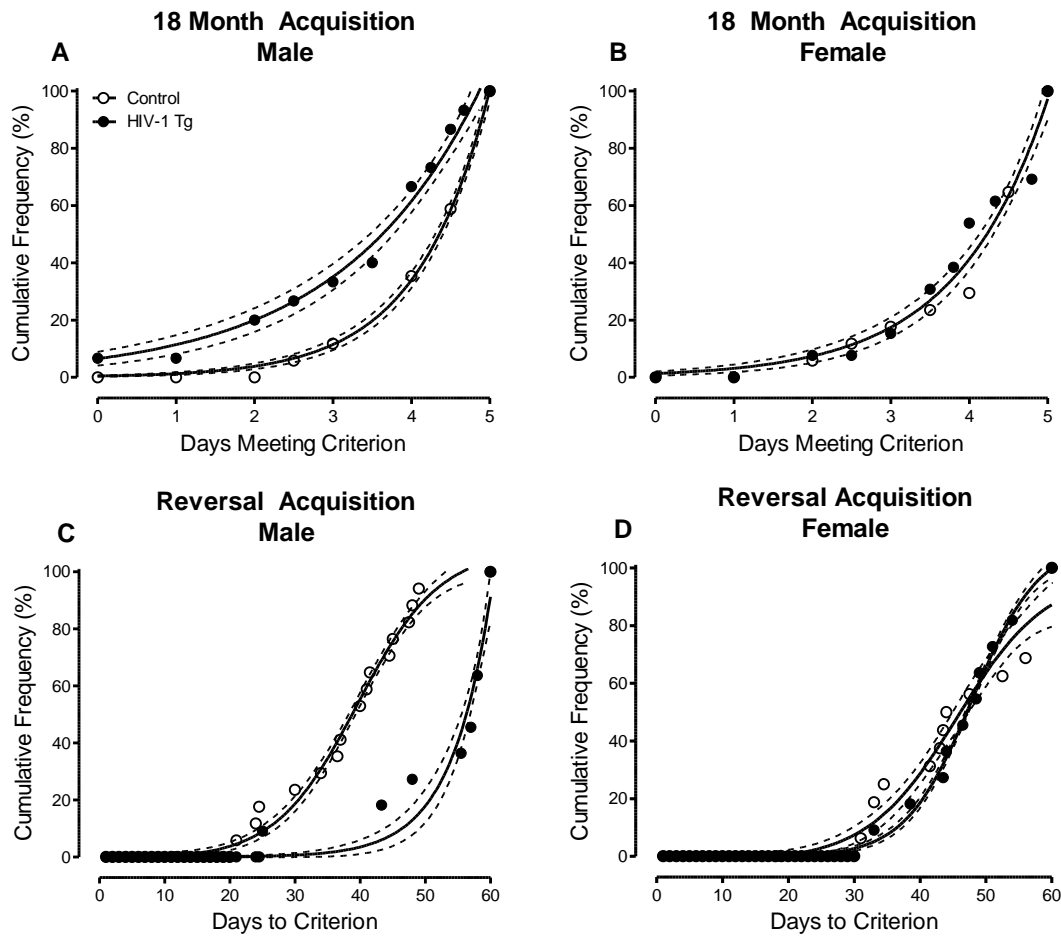 18 Month Acquisition
Male
A
Control
HIV-1 Tg
Cumulative Frequency (%)
100
80
60
40
20
0
0 1 2 3 4 5
Days Meeting Criterion
18 Month Acquisition
Female
B
Cumulative Frequency (%)
100
80
60
40
20
0
0 1 2 3 4 5
Days Meeting Criterion
Reversal Acquisition
Male
C
Cumulative Frequency (%)
100
80
60
40
20
0
0 10 20 30 40 50 60
Days to Criterion
Reversal Acquisition
Female
D
Cumulative Frequency (%)
100
80
60
40
20
0
0 10 20 30 40 50 60
Days to Criterion